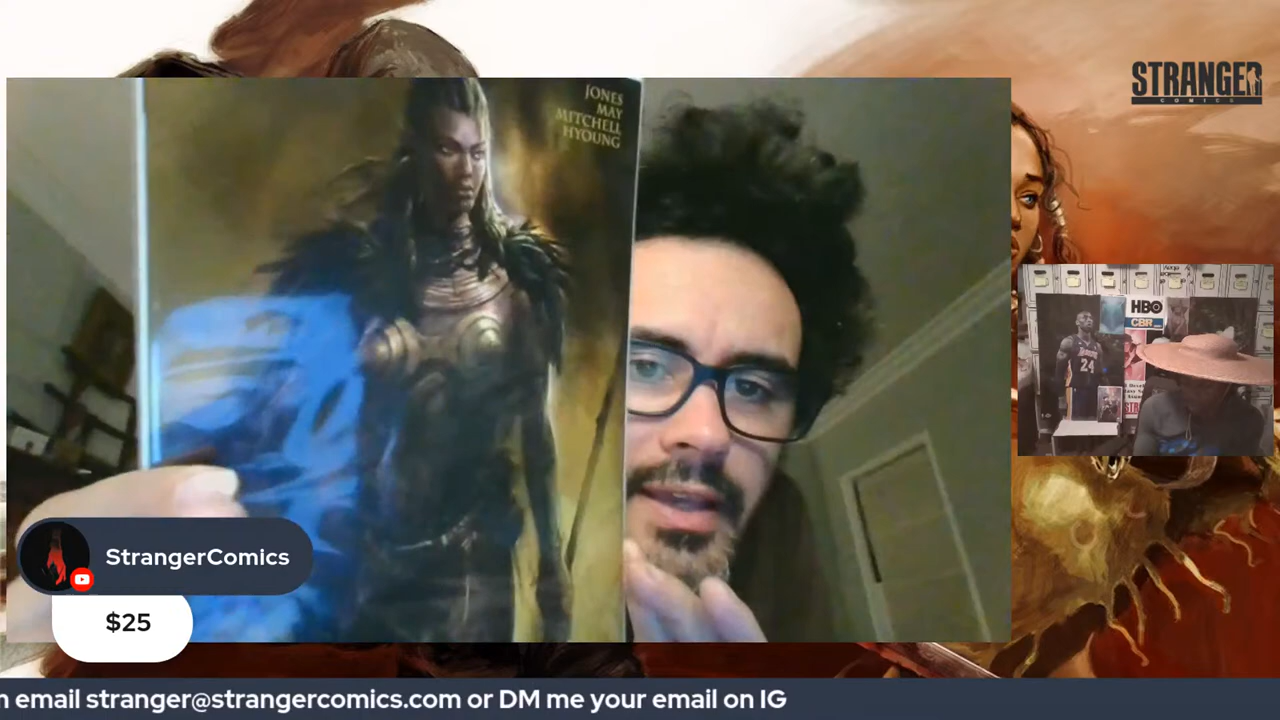 JONES
MAY
MITCHELL
HYOUNG
STRANGER
COMICS
HBO
CBR
24
StrangerComics
$25
email stranger@strangercomics.com or DM me your email on IG